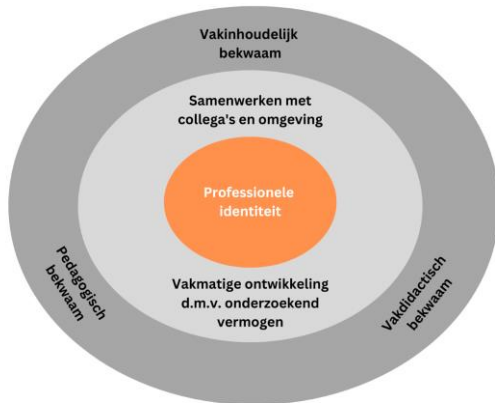 Vakinhoudelijk
bekwaam
Samenwerken met
collega's en omgeving
Professionele
identiteit
Vakmatige ontwikkeling
d.m.v. onderzoekend
vermogen
Pedagogisch
bekwaam
Vakdidactisch
bekwaam